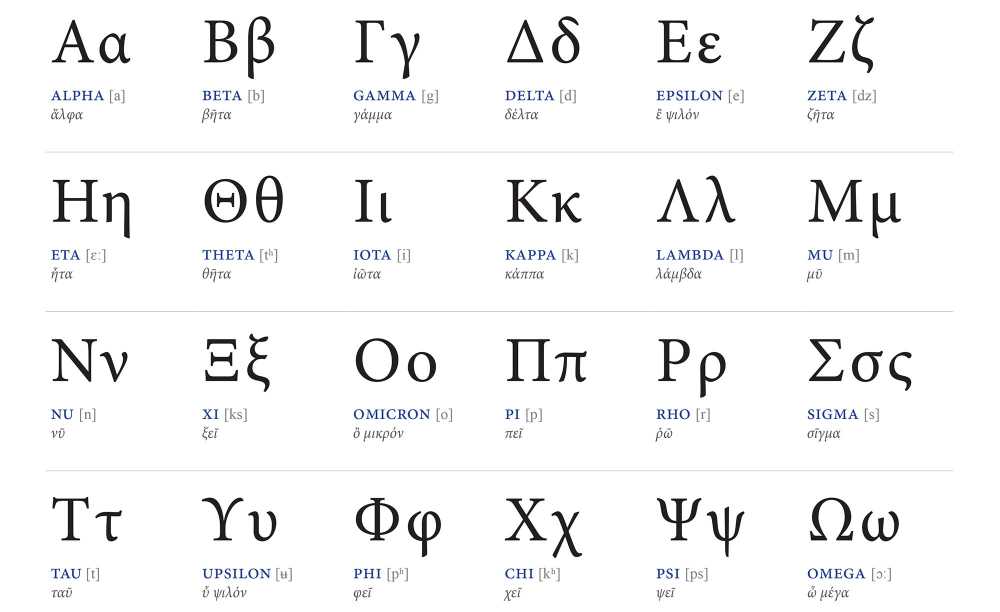 Αα Ββ Γγ Δδ Εε Ζζ
ALPHA [a] BETA [b] GAMMA [g] DELTA [d] EPSILON [e] ZETA [dz]
ἄλφα βῆτα γάμμα δέλτα ἒ ψιλόν ζῆτα
Ηη Θθ Ιι Κκ Λλ Μμ
ETA [ɛː] THETA [tʰ] IOTA [i] KAPPA [k] LAMBDA [l] MU [m]
ἦτα θῆτα ἰῶτα κάππα λάμβδα μῦ
Νν Ξξ Οο Ππ Ρρ Σσς
NU [n] XI [ks] OMICRON [o] PI [p] RHO [r] SIGMA [s]
νῦ ξεῖ ὂ μικρόν πεῖ ῥῶ σῖγμα
Ττ ϒυ Φφ Χχ Ψψ Ωω
TAU [t] UPSILON [ʉ] PHI [pʰ] CHI [kʰ] PSI [ps] OMEGA [ɔː]
ταῦ ὖ ψιλόν φεῖ χεῖ ψεῖ ὦ μέγα